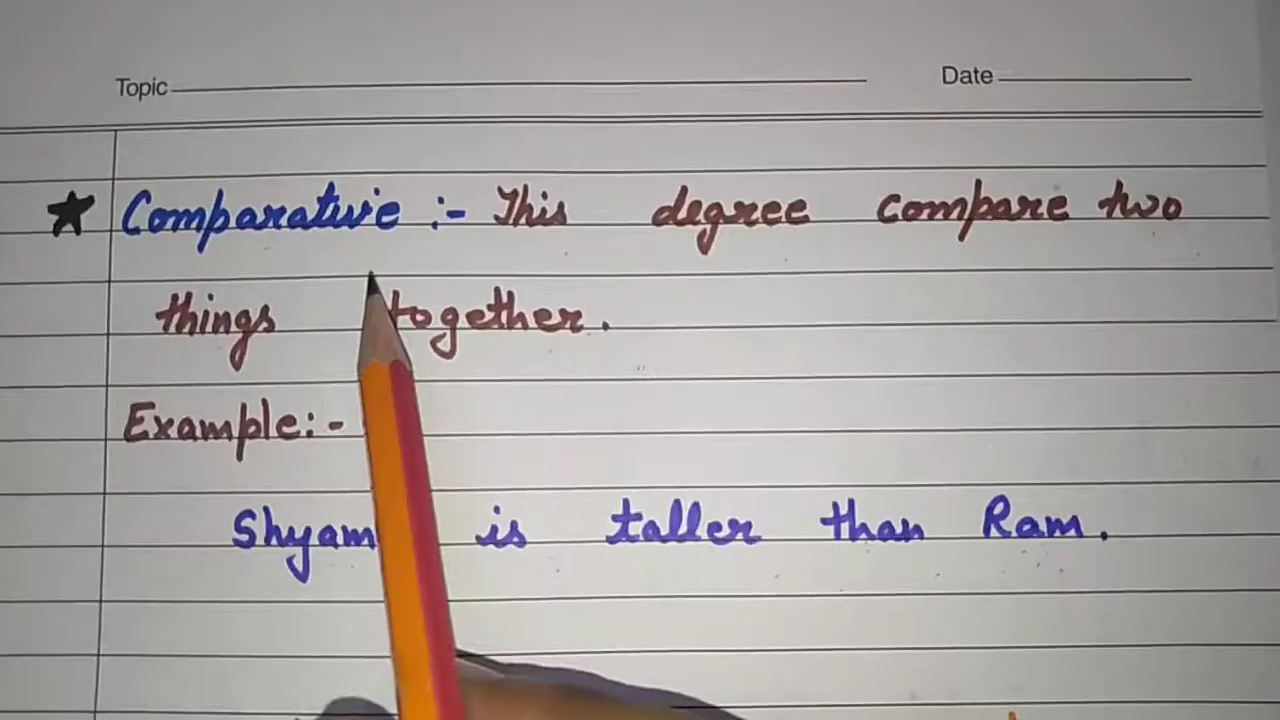 Topic Date
Comparative :- This degree compare two
things together.
Example:-
Shyam is taller than Ram.